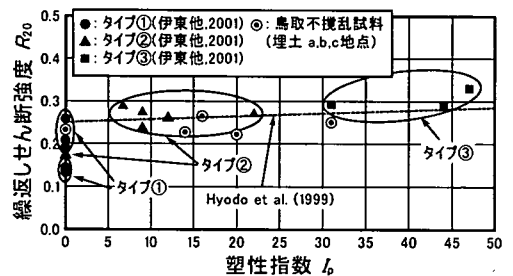 ●：タイプ①(伊東他,2001) ◎：鳥取不撹乱試料
▲：タイプ②(伊東他,2001) (埋土 a,b,c地点)
■：タイプ③(伊東他,2001)
繰返しせん断強度 R20
0.5
0.4
0.3
0.2
0.1
0.0
タイプ②
タイプ③
タイプ①
Hyodo et al. (1999)
0 5 10 15 20 25 30 35 40 45 50
塑性指数 Ip